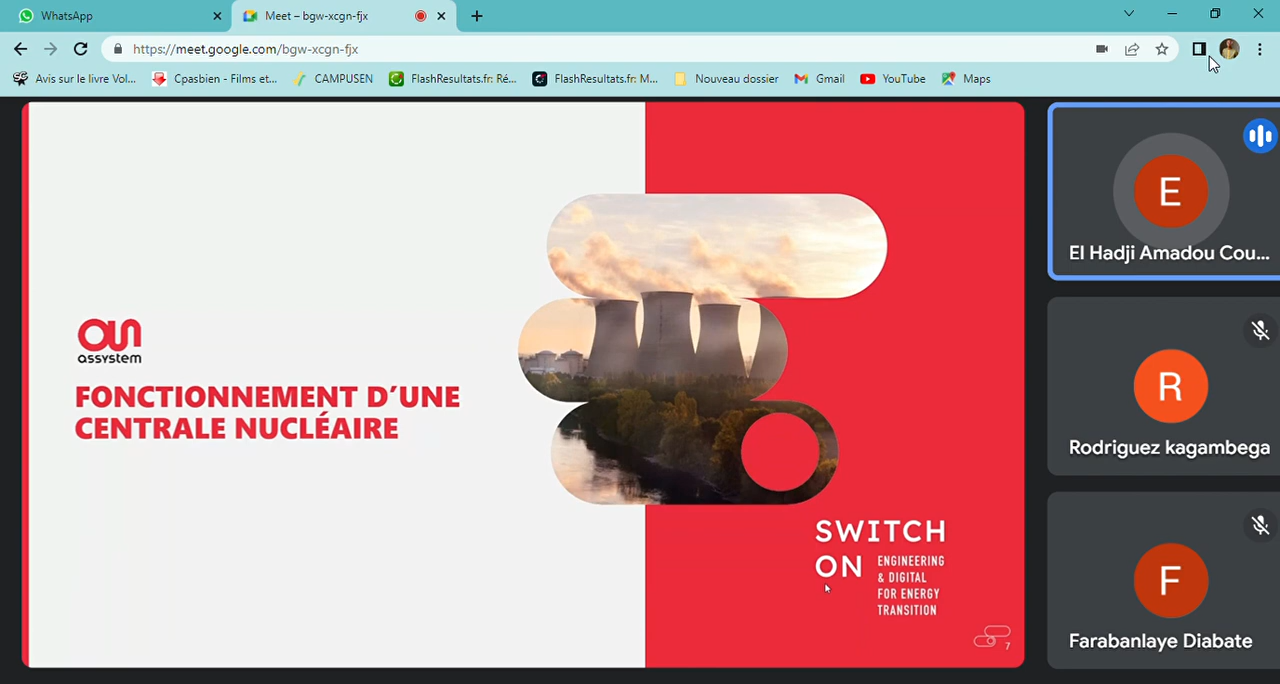 WhatsApp
Meet – bgw-xcgn-fjx
https://meet.google.com/bgw-xcgn-fjx
Avis sur le livre Vol...
Cpasbien - Films et...
CAMPUSEN
FlashResultats.fr: Ré...
FlashResultats.fr: M...
Nouveau dossier
Gmail
YouTube
Maps
assystem
FONCTIONNEMENT D’UNE
CENTRALE NUCLÉAIRE
SWITCH
ON
ENGINEERING
& DIGITAL
FOR ENERGY
TRANSITION
7
E
El Hadji Amadou Cou...
R
Rodriguez kagambega
F
Farabanlaye Diabate